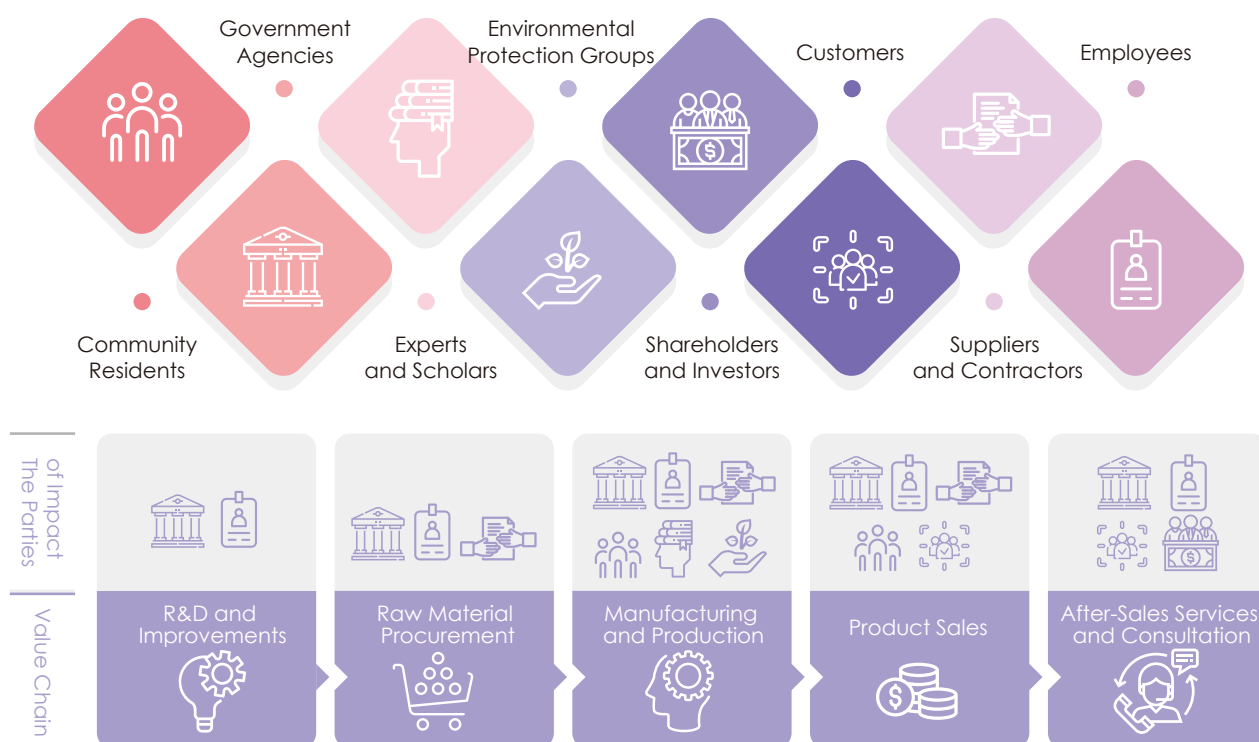 Government
Agencies
Environmental
Protection Groups
Customers
Employees
Community
Residents
Experts
and Scholars
Shareholders
and Investors
Suppliers
and Contractors
The Parties
of Impact
Value Chain
R&D and
Improvements
Raw Material
Procurement
Manufacturing
and Production
Product Sales
After-Sales Services
and Consultation